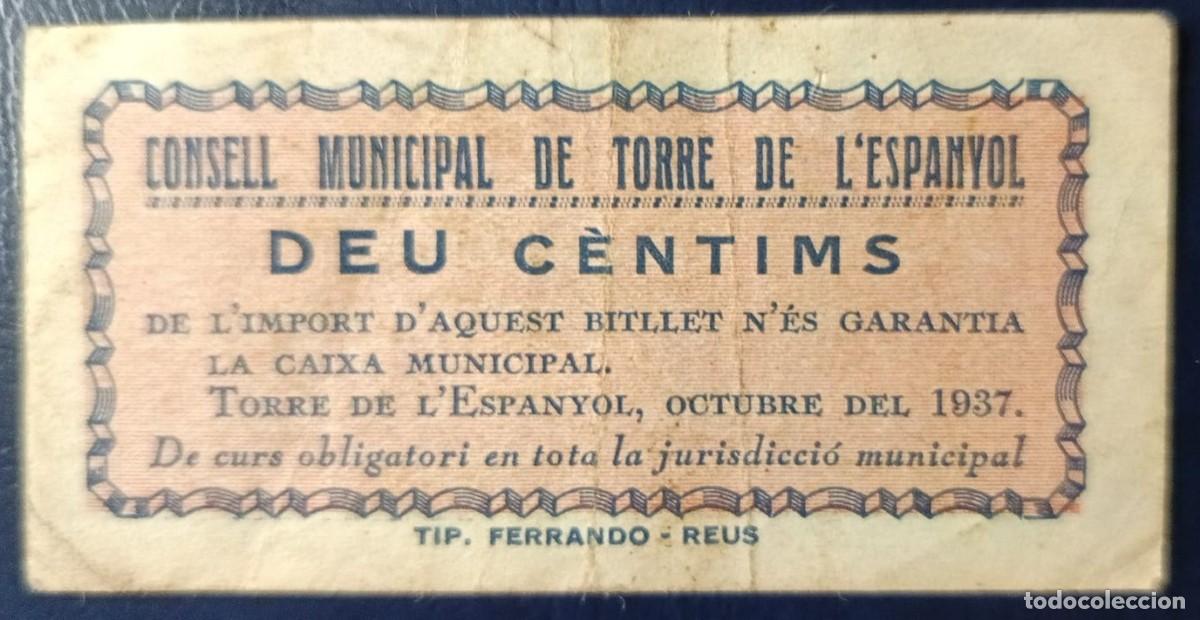 CONSELL MUNICIPAL DE TORRE DE L'ESPANYOL
DEU CÈNTIMS
DE L'IMPORT D'AQUEST BITLLET N'ÉS GARANTIA
LA CAIXA MUNICIPAL.
TORRE DE L'ESPANYOL, OCTUBRE DEL 1937.
De curs obligatori en tota la jurisdicció municipal
TIP. FERRANDO - REUS
todocoleccion